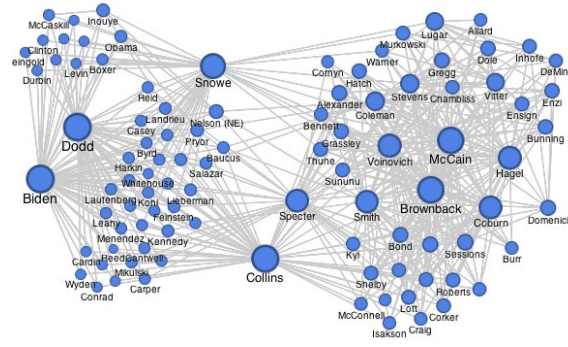 McCaskill
Inouye
Clinton
Obama
eingold
Durbin
Levin
Boxer
Snowe
Reid
Landrieu
Nelson (NE)
Casey
Pryor
Dodd
Byrd
Baucus
Harkin
Salazar
Biden
Whitehouse
Lautenberg
Kohl
Lieberman
Leahy
Feinstein
Menendez
Kennedy
Cardin
Reed
Cantwell
Wyden
Mikulski
Conrad
Carper
Collins
Specter
Lugar
Allard
Murkowski
Warner
Dole
Inhofe
Cornyn
Gregg
DeMin
Hatch
Stevens
Chambliss
Vitter
Enzi
Alexander
Coleman
Ensign
Bennett
Bunning
Grassley
Voinovich
McCain
Thune
Hagel
Sununu
Smith
Brownback
Coburn
Domenici
Kyl
Bond
Sessions
Burr
Shelby
Roberts
McConnell
Lott
Corker
Isakson
Craig